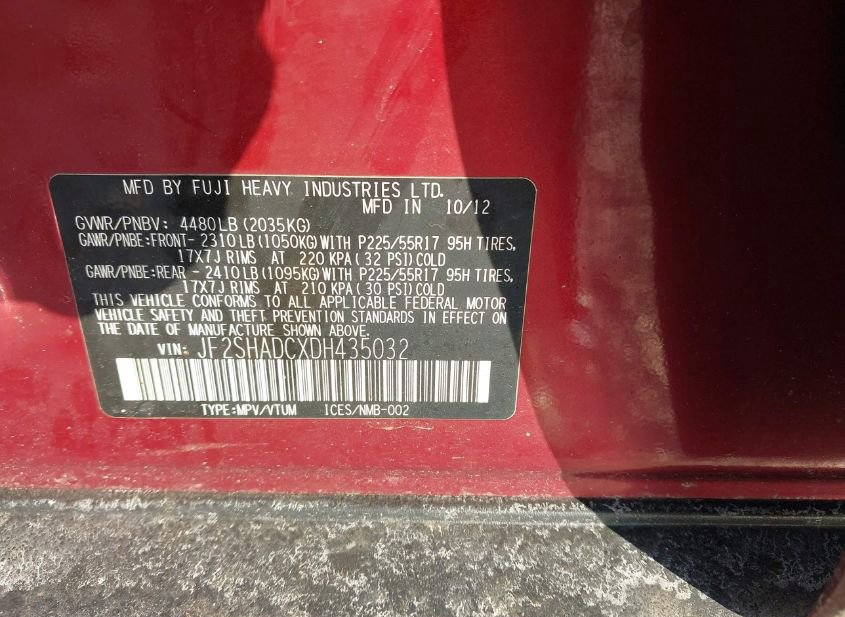 MFD BY FUJI HEAVY INDUSTRIES LTD.
MFD IN 10/12
GVWR/PNBV: 4480LB (2035KG)
GAWR/PNBE:FRONT- 2310LB (1050KG) WITH P225/55R17 95H TIRES,
17X7J RIMS AT 220 KPA (32 PSI) COLD
GAWR/PNBE:REAR - 2410LB (1095KG) WITH P225/55R17 95H TIRES,
17X7J RIMS AT 210 KPA (30 PSI) COLD
THIS VEHICLE CONFORMS TO ALL APPLICABLE FEDERAL MOTOR
VEHICLE SAFETY AND THEFT PREVENTION STANDARDS IN EFFECT ON
THE DATE OF MANUFACTURE SHOWN ABOVE.
VIN: JF2SHADCXDH435032
TYPE:MPV/VTUM ICES/NMB-002